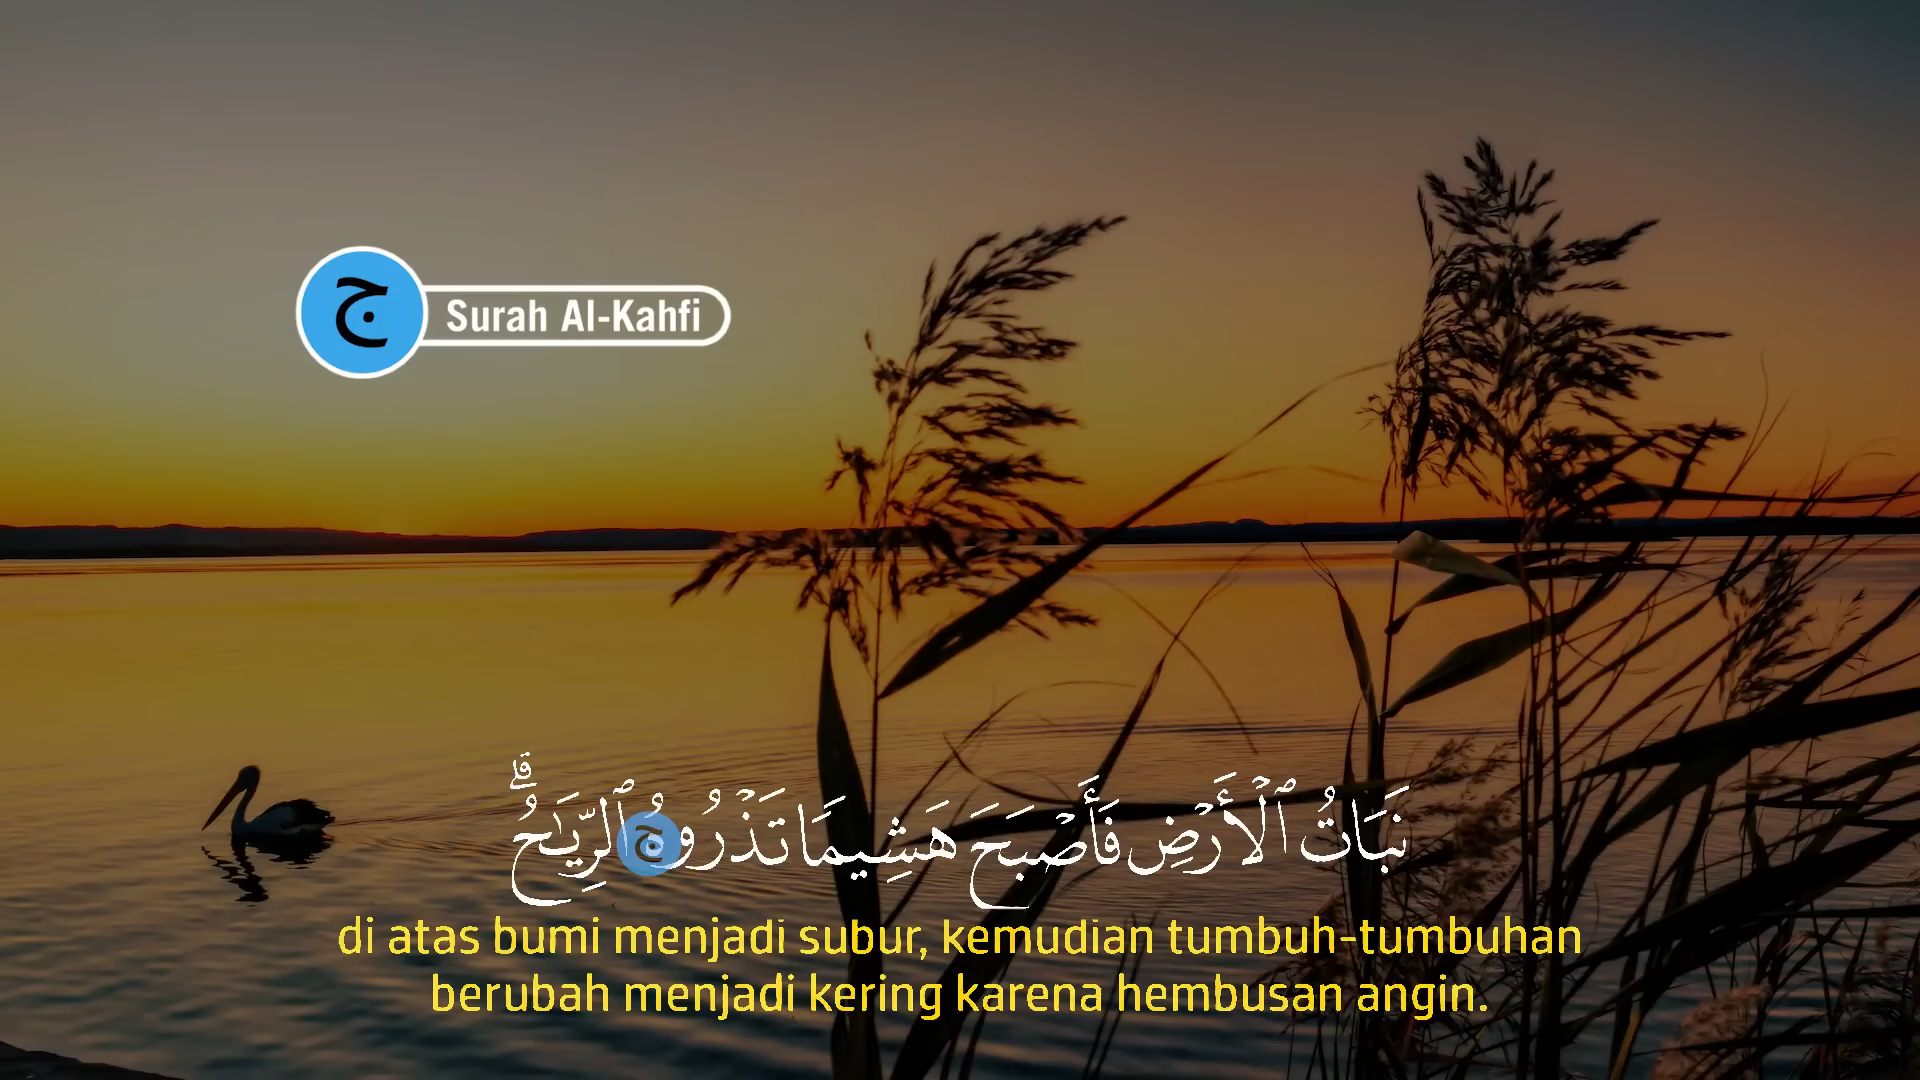 ج
Surah Al-Kahfi
نَبَاتُ ٱلْأَرْضِ فَأَصْبَحَ هَشِيمًا تَذْرُوهُ ٱلرِّيَـٰحُ ۗ
ج
di atas bumi menjadi subur, kemudian tumbuh-tumbuhan
berubah menjadi kering karena hembusan angin.